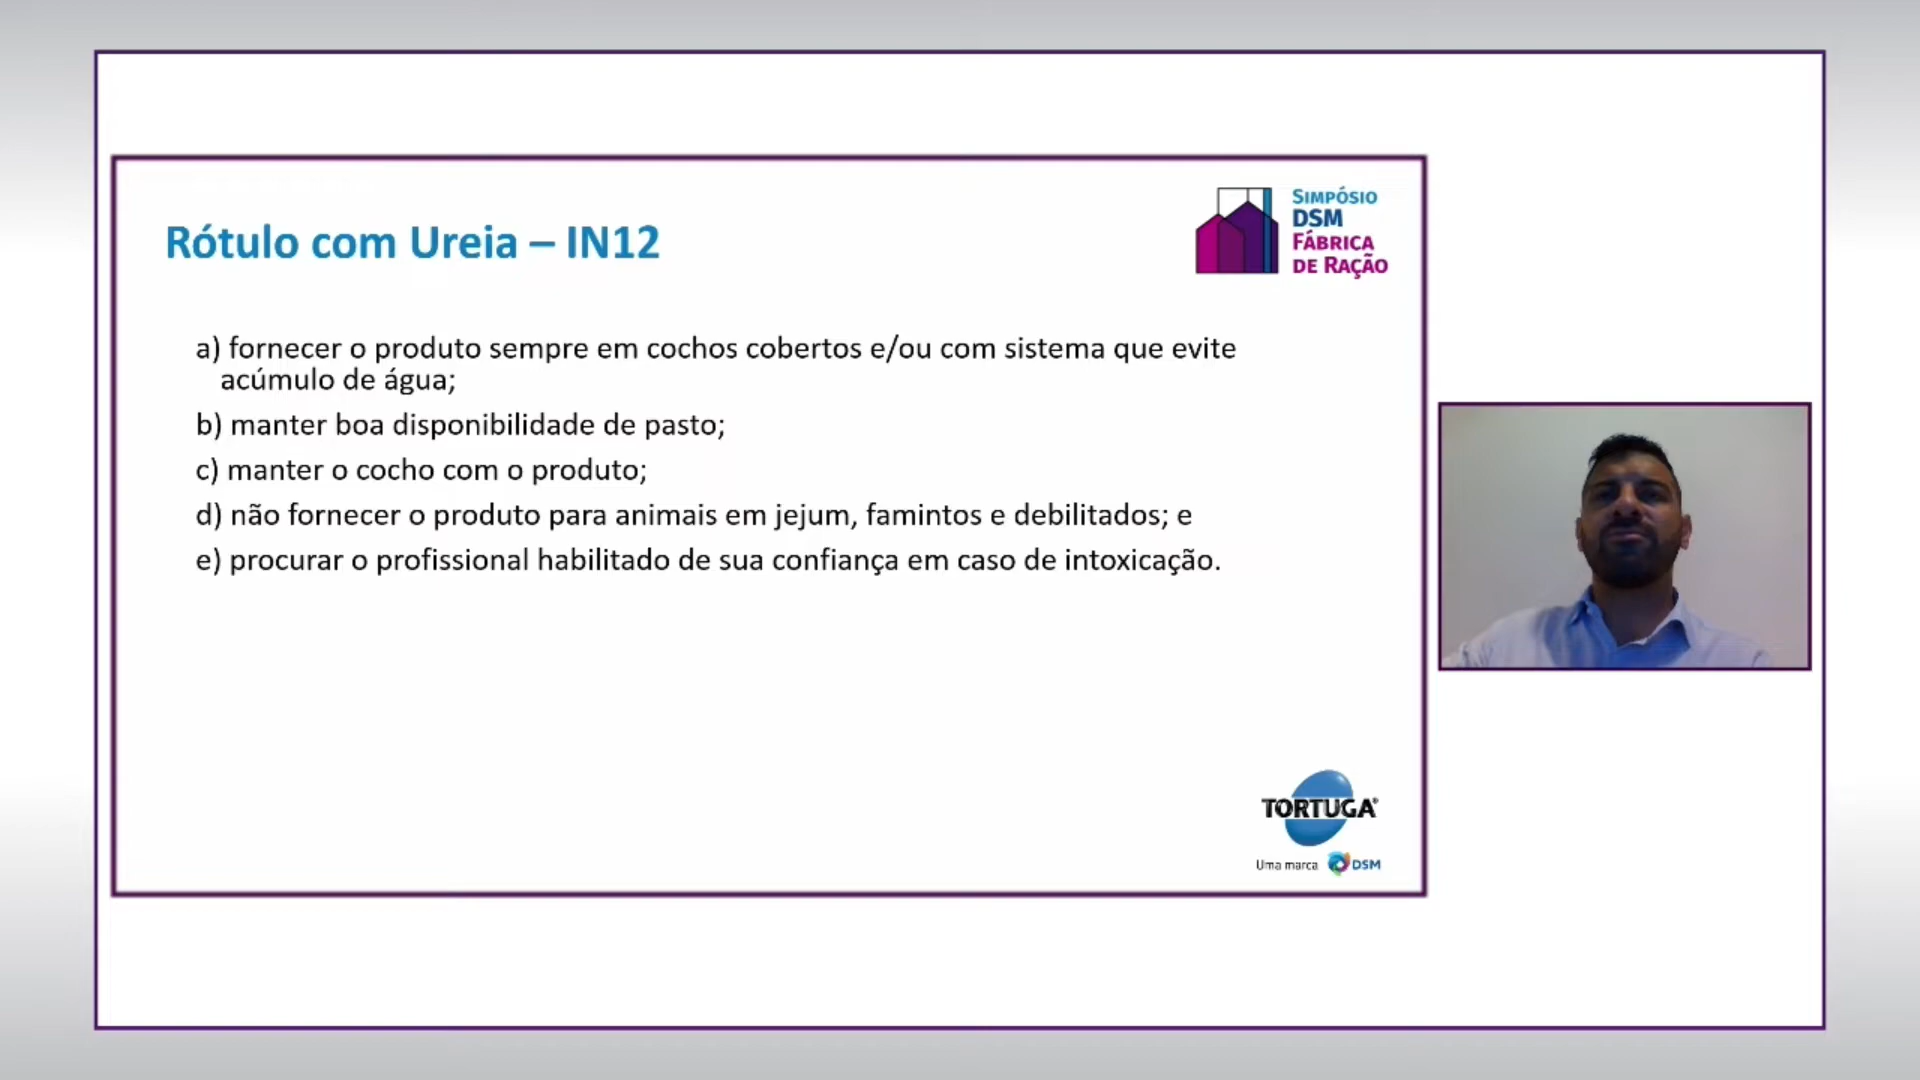 Rótulo com Ureia – IN12
SIMPÓSIO
DSM
FÁBRICA
DE RAÇÃO
a) fornecer o produto sempre em cochos cobertos e/ou com sistema que evite
acúmulo de água;
b) manter boa disponibilidade de pasto;
c) manter o cocho com o produto;
d) não fornecer o produto para animais em jejum, famintos e debilitados; e
e) procurar o profissional habilitado de sua confiança em caso de intoxicação.
TORTUGA®
Uma marca DSM